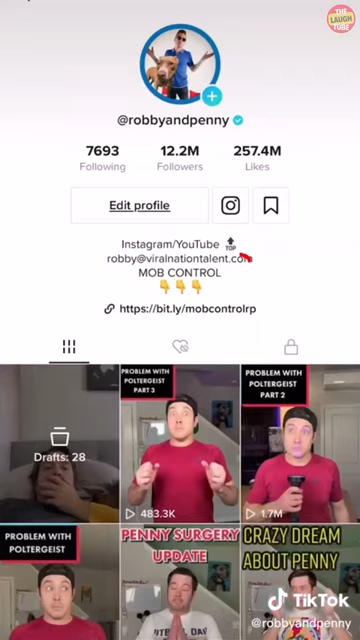 THE
LAUGH
TUBE
@robbyandpenny
7693
12.2M
257.4M
Following
Followers
Likes
Edit profile
Instagram/YouTube
TOP
robby@viralnationtalent.com
MOB CONTROL
https://bit.ly/mobcontrolrp
Drafts: 28
PROBLEM WITH
POLTERGEIST
PART 3
483.3K
PROBLEM WITH
POLTERGEIST
PART 2
1.7M
PROBLEM WITH
POLTERGEIST
PENNY SURGERY
UPDATE
CRAZY DREAM
ABOUT PENNY
TikTok
@robbyandpenny